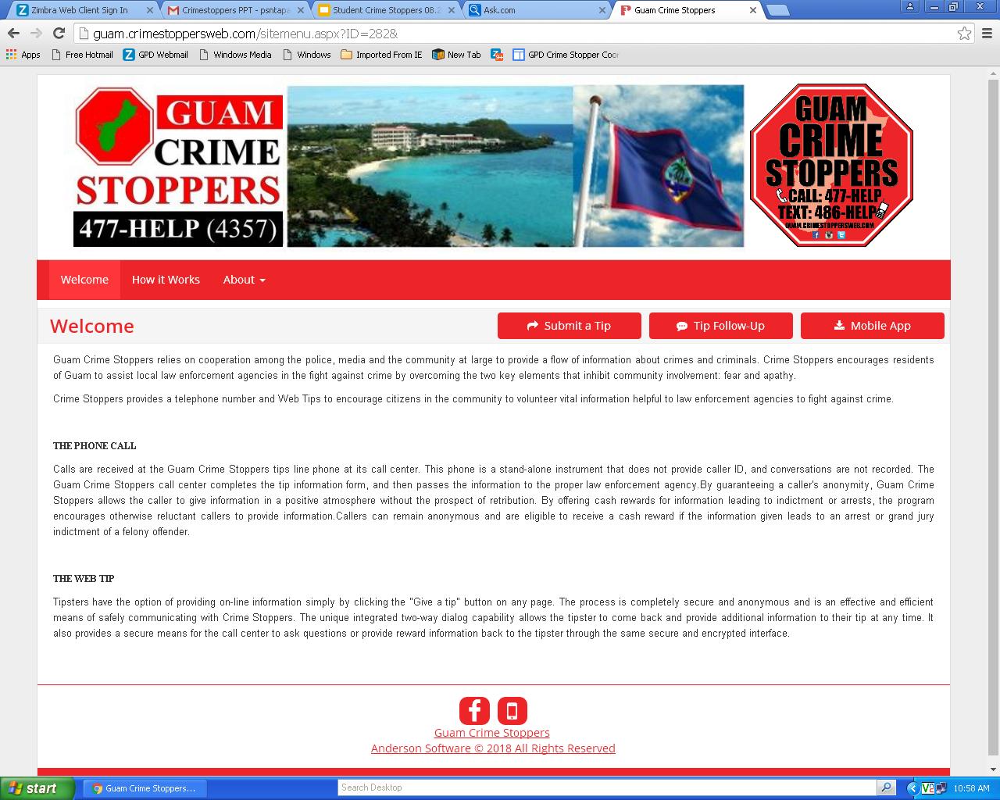 Zimbra Web Client Sign In
Crimestoppers PPT - psntapa
Student Crime Stoppers 08.2
Ask.com
Guam Crime Stoppers
guam.crimestoppersweb.com/sitemenu.aspx?ID=282&
Apps
Free Hotmail
GPD Webmail
Windows Media
Windows
Imported From IE
New Tab
GPD Crime Stopper Coor
GUAM
CRIME
STOPPERS
477-HELP (4357)
GUAM
CRIME
STOPPERS
CALL: 477-HELP
TEXT: 486-HELP
GUAM.CRIMESTOPPERSWEB.COM
Welcome How it Works About
Welcome
Submit a Tip
Tip Follow-Up
Mobile App
Guam Crime Stoppers relies on cooperation among the police, media and the community at large to provide a flow of information about crimes and criminals. Crime Stoppers encourages residents
of Guam to assist local law enforcement agencies in the fight against crime by overcoming the two key elements that inhibit community involvement: fear and apathy.
Crime Stoppers provides a telephone number and Web Tips to encourage citizens in the community to volunteer vital information helpful to law enforcement agencies to fight against crime.
THE PHONE CALL
Calls are received at the Guam Crime Stoppers tips line phone at its call center. This phone is a stand-alone instrument that does not provide caller ID, and conversations are not recorded. The
Guam Crime Stoppers call center completes the tip information form, and then passes the information to the proper law enforcement agency.By guaranteeing a caller's anonymity, Guam Crime
Stoppers allows the caller to give information in a positive atmosphere without the prospect of retribution. By offering cash rewards for information leading to indictment or arrests, the program
encourages otherwise reluctant callers to provide information.Callers can remain anonymous and are eligible to receive a cash reward if the information given leads to an arrest or grand jury
indictment of a felony offender.
THE WEB TIP
Tipsters have the option of providing on-line information simply by clicking the "Give a tip" button on any page. The process is completely secure and anonymous and is an effective and efficient
means of safely communicating with Crime Stoppers. The unique integrated two-way dialog capability allows the tipster to come back and provide additional information to their tip at any time. It
also provides a secure means for the call center to ask questions or provide reward information back to the tipster through the same secure and encrypted interface.
Guam Crime Stoppers
Anderson Software © 2018 All Rights Reserved
start
Guam Crime Stoppers...
Search Desktop
10:58 AM